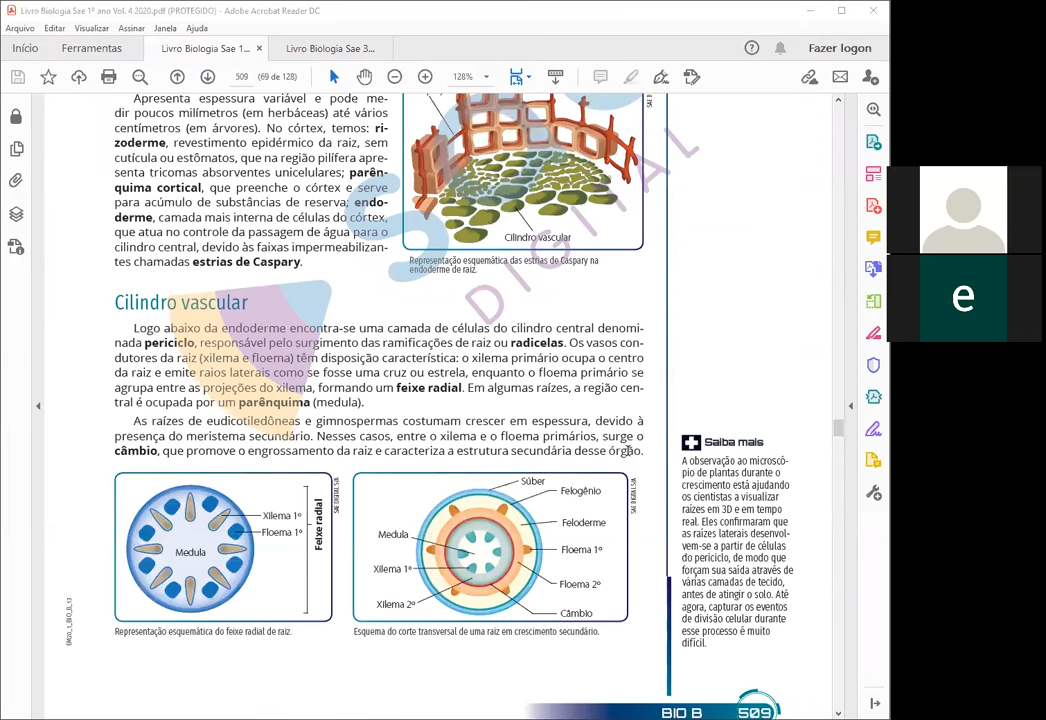 Livro Biologia Sae 1º ano Vol. 4 2020.pdf (PROTEGIDO) - Adobe Acrobat Reader DC
Arquivo Editar Visualizar Assinar Janela Ajuda
Início Ferramentas Livro Biologia Sae 1... × Livro Biologia Sae 3... Fazer logon
509 (69 de 128) 128%
Apresenta espessura variável e pode me-
dir poucos milímetros (em herbáceas) até vários
centímetros (em árvores). No córtex, temos: ri-
zoderme, revestimento epidérmico da raiz, sem
cutícula ou estômatos, que na região pilífera apre-
senta tricomas absorventes unicelulares; parên-
quima cortical, que preenche o córtex e serve
para acúmulo de substâncias de reserva; endo-
derme, camada mais interna de células do córtex,
que atua no controle da passagem de água para o
cilindro central, devido às faixas impermeabilizan-
tes chamadas estrias de Caspary.
Cilindro vascular
Representação esquemática das estrias de Caspary na
endoderme de raiz.
DIGITAL
Cilindro vascular
Logo abaixo da endoderme encontra-se uma camada de células do cilindro central denomi-
nada periciclo, responsável pelo surgimento das ramificações de raiz ou radicelas. Os vasos con-
dutores da raiz (xilema e floema) têm disposição característica: o xilema primário ocupa o centro
da raiz e emite raios laterais como se fosse uma cruz ou estrela, enquanto o floema primário se
agrupa entre as projeções do xilema, formando um feixe radial. Em algumas raízes, a região cen-
tral é ocupada por um parênquima (medula).
As raízes de eudicotiledôneas e gimnospermas costumam crescer em espessura, devido à
presença do meristema secundário. Nesses casos, entre o xilema e o floema primários, surge o
câmbio, que promove o engrossamento da raiz e caracteriza a estrutura secundária desse órgão.
Xilema 1º
Floema 1º
Medula
Feixe radial
SAE DIGITAL S/A
Representação esquemática do feixe radial de raiz.
Súber
Felogênio
Feloderme
Medula
Floema 1º
Xilema 1º
Floema 2º
Xilema 2º
Câmbio
SAE DIGITAL S/A
Esquema do corte transversal de uma raiz em crescimento secundário.
Saiba mais
A observação ao microscó-
pio de plantas durante o
crescimento está ajudando
os cientistas a visualizar
raízes em 3D e em tempo
real. Eles confirmaram que
as raízes laterais desenvol-
vem-se a partir de células
do periciclo, de modo que
forçam sua saída através de
várias camadas de tecido,
antes de atingir o solo. Até
agora, capturar os eventos
de divisão celular durante
esse processo é muito
difícil.
EM20_1_BIO_B_13
BIO B 509
e